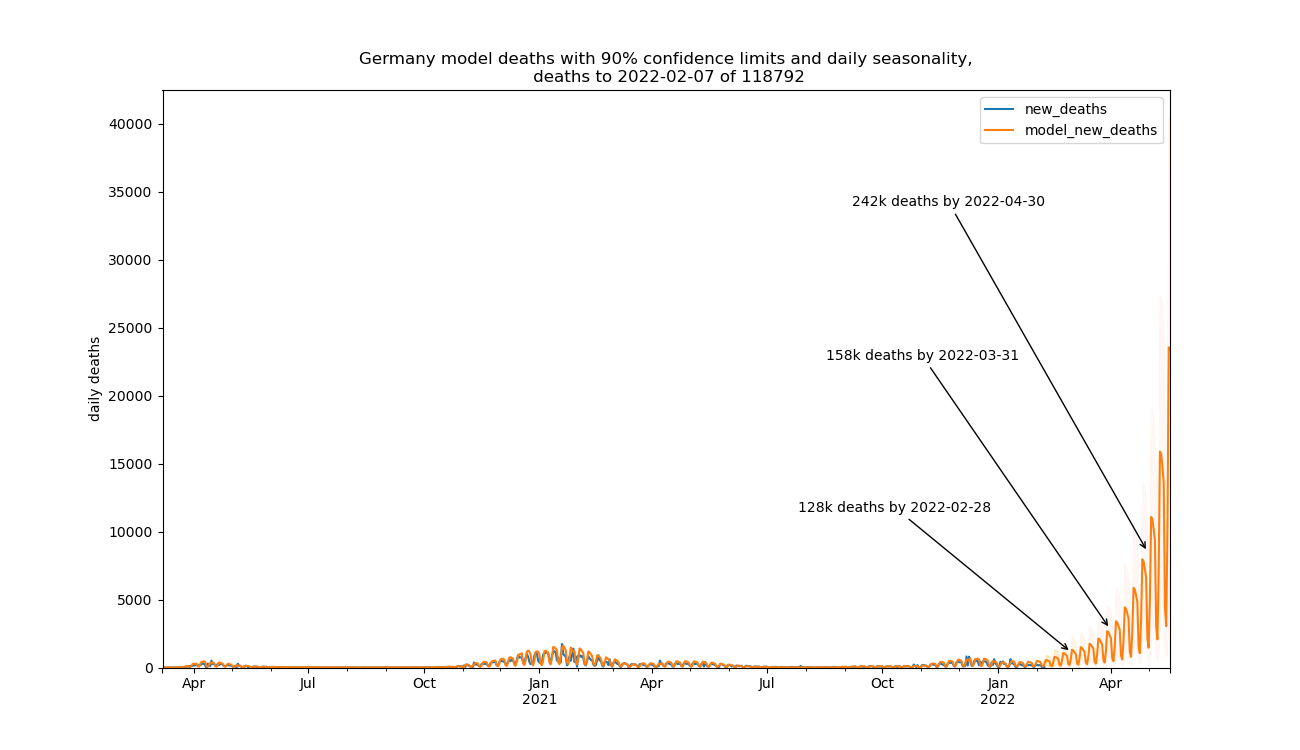 Germany model deaths with 90% confidence limits and daily seasonality,
deaths to 2022-02-07 of 118792
new_deaths
model_new_deaths
daily deaths
40000
35000
30000
25000
20000
15000
10000
5000
0
242k deaths by 2022-04-30
158k deaths by 2022-03-31
128k deaths by 2022-02-28
Apr
Jul
Oct
Jan
2021
Apr
Jul
Oct
Jan
2022
Apr